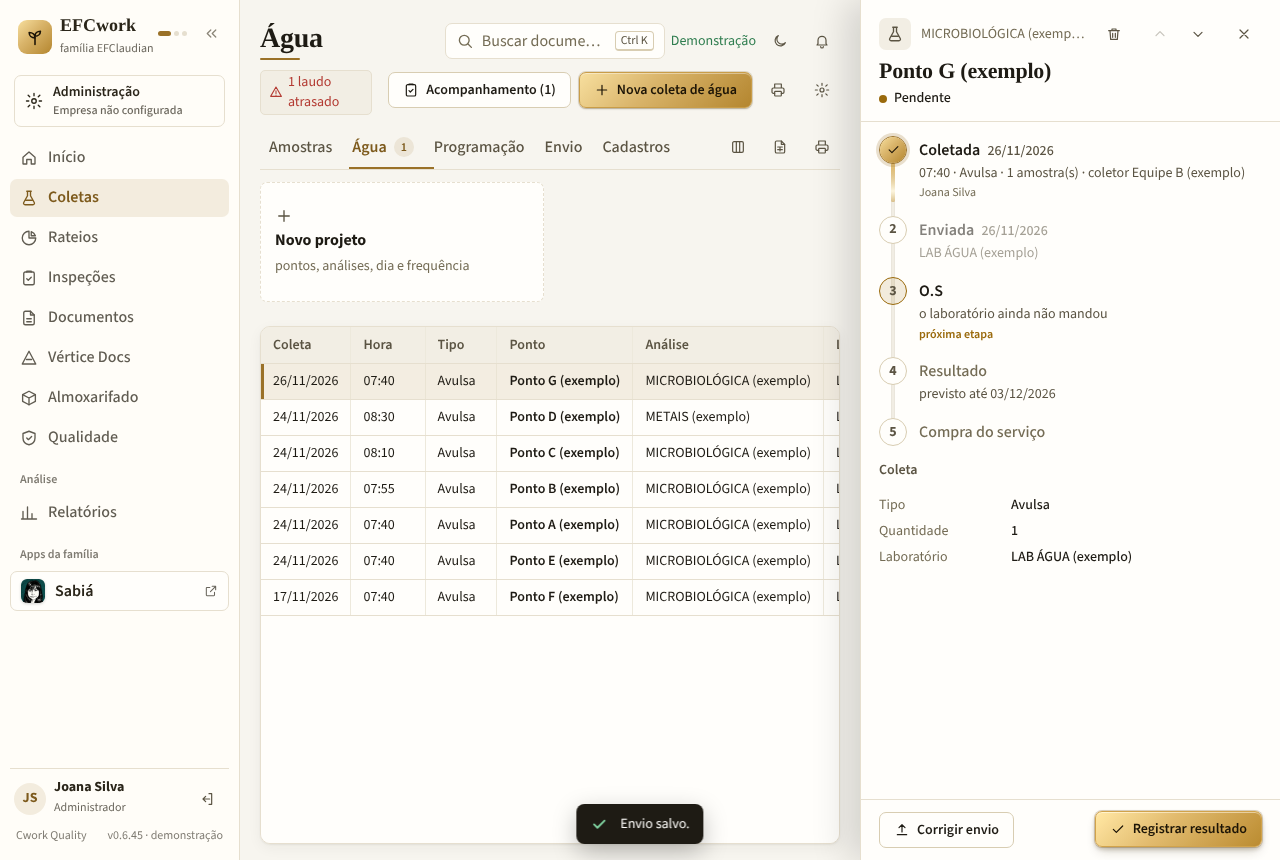 EFCwork
família EFClaudian
Administração
Empresa não configurada
Início
Coletas
Rateios
Inspeções
Documentos
Vértice Docs
Almoxarifado
Qualidade
Análise
Relatórios
Apps da família
Sabiá
JS
Joana Silva
Administrador
Cwork Quality v0.6.45 · demonstração
Água
Buscar docume… Ctrl K
Demonstração
1 laudo
atrasado
Acompanhamento (1)
Nova coleta de água
Amostras Água 1 Programação Envio Cadastros
Novo projeto
pontos, análises, dia e frequência
Coleta Hora Tipo Ponto Análise
26/11/2026 07:40 Avulsa Ponto G (exemplo) MICROBIOLÓGICA (exemplo)
24/11/2026 08:30 Avulsa Ponto D (exemplo) METAIS (exemplo)
24/11/2026 08:10 Avulsa Ponto C (exemplo) MICROBIOLÓGICA (exemplo)
24/11/2026 07:55 Avulsa Ponto B (exemplo) MICROBIOLÓGICA (exemplo)
24/11/2026 07:40 Avulsa Ponto A (exemplo) MICROBIOLÓGICA (exemplo)
24/11/2026 07:40 Avulsa Ponto E (exemplo) MICROBIOLÓGICA (exemplo)
17/11/2026 07:40 Avulsa Ponto F (exemplo) MICROBIOLÓGICA (exemplo)
Envio salvo.
MICROBIOLÓGICA (exemp…
Ponto G (exemplo)
Pendente
Coletada 26/11/2026
07:40 · Avulsa · 1 amostra(s) · coletor Equipe B (exemplo)
Joana Silva
2 Enviada 26/11/2026
LAB ÁGUA (exemplo)
3 O.S
o laboratório ainda não mandou
próxima etapa
4 Resultado
previsto até 03/12/2026
5 Compra do serviço
Coleta
Tipo Avulsa
Quantidade 1
Laboratório LAB ÁGUA (exemplo)
Corrigir envio
Registrar resultado